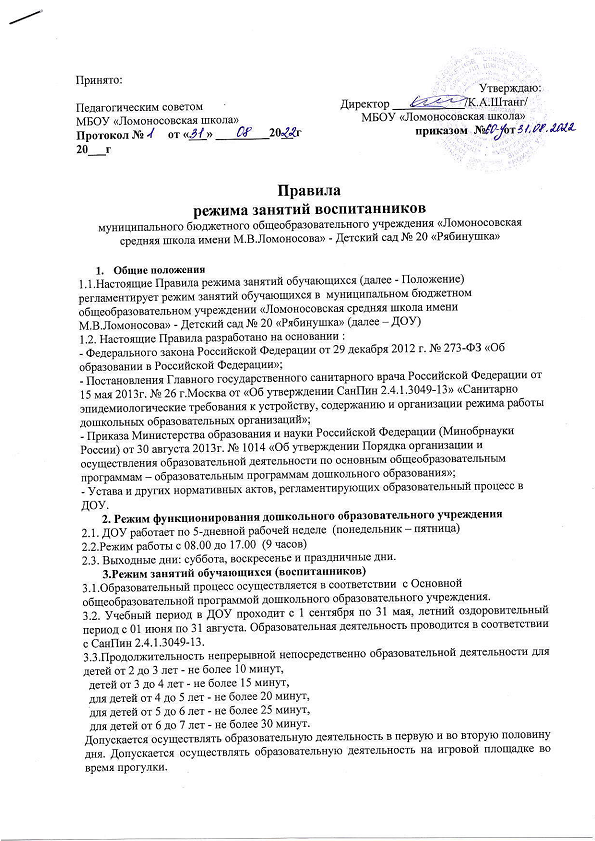 Принято:
Утверждаю:
Педагогическим советом
Директор ____________/К.А.Штанг/
МБОУ «Ломоносовская школа»
МБОУ «Ломоносовская школа»
Протокол № 1 от «31» 08 2022г
приказом № от 31.08.2022
20___г
Правила
режима занятий воспитанников
муниципального бюджетного общеобразовательного учреждения «Ломоносовская
средняя школа имени М.В.Ломоносова» - Детский сад № 20 «Рябинушка»
1. Общие положения
1.1.Настоящие Правила режима занятий обучающихся (далее - Положение)
регламентирует режим занятий обучающихся в муниципальном бюджетном
общеобразовательном учреждении «Ломоносовская средняя школа имени
М.В.Ломоносова» - Детский сад № 20 «Рябинушка» (далее – ДОУ)
1.2. Настоящие Правила разработано на основании :
- Федерального закона Российской Федерации от 29 декабря 2012 г. № 273-ФЗ «Об
образовании в Российской Федерации»;
- Постановления Главного государственного санитарного врача Российской Федерации от
15 мая 2013г. № 26 г.Москва от «Об утверждении СанПин 2.4.1.3049-13» «Санитарно
эпидемиологические требования к устройству, содержанию и организации режима работы
дошкольных образовательных организаций»;
- Приказа Министерства образования и науки Российской Федерации (Минобрнауки
России) от 30 августа 2013г. № 1014 «Об утверждении Порядка организации и
осуществления образовательной деятельности по основным общеобразовательным
программам – образовательным программам дошкольного образования»;
- Устава и других нормативных актов, регламентирующих образовательный процесс в
ДОУ.
2. Режим функционирования дошкольного образовательного учреждения
2.1. ДОУ работает по 5-дневной рабочей неделе (понедельник – пятница)
2.2.Режим работы с 08.00 до 17.00 (9 часов)
2.3. Выходные дни: суббота, воскресенье и праздничные дни.
3.Режим занятий обучающихся (воспитанников)
3.1.Образовательный процесс осуществляется в соответствии с Основной
общеобразовательной программой дошкольного образовательного учреждения.
3.2. Учебный период в ДОУ проходит с 1 сентября по 31 мая, летний оздоровительный
период с 01 июня по 31 августа. Образовательная деятельность проводится в соответствии
с СанПин 2.4.1.3049-13.
3.3.Продолжительность непрерывной непосредственно образовательной деятельности для
детей от 2 до 3 лет - не более 10 минут,
детей от 3 до 4 лет - не более 15 минут,
для детей от 4 до 5 лет - не более 20 минут,
для детей от 5 до 6 лет - не более 25 минут,
для детей от 6 до 7 лет - не более 30 минут.
Допускается осуществлять образовательную деятельность в первую и во вторую половину
дня. Допускается осуществлять образовательную деятельность на игровой площадке во
время прогулки.